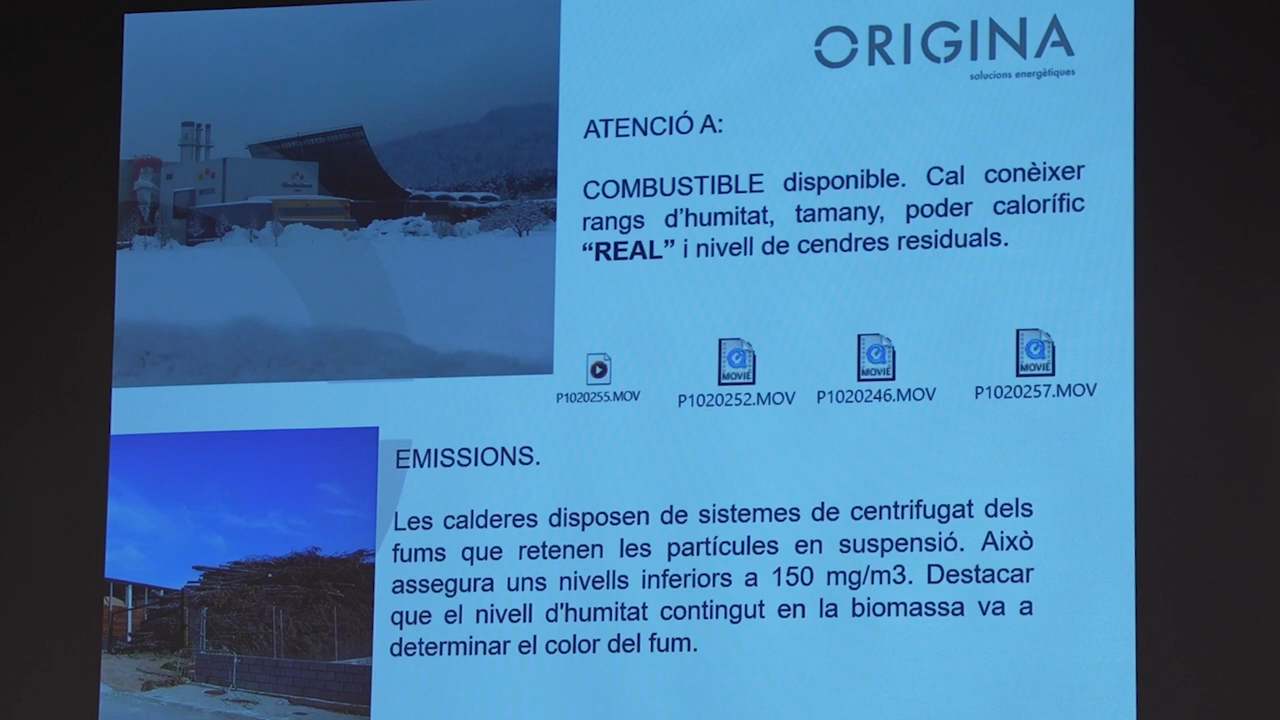 ORIGINA
solucions energètiques
ATENCIÓ A:
COMBUSTIBLE disponible. Cal conèixer
rangs d’humitat, tamany, poder calorífic
“REAL” i nivell de cendres residuals.
P1020255.MOV
MOVIE
P1020252.MOV
MOVIE
P1020246.MOV
MOVIE
P1020257.MOV
EMISSIONS.
Les calderes disposen de sistemes de centrifugat dels
fums que retenen les partícules en suspensió. Això
assegura uns nivells inferiors a 150 mg/m3. Destacar
que el nivell d'humitat contingut en la biomassa va a
determinar el color del fum.